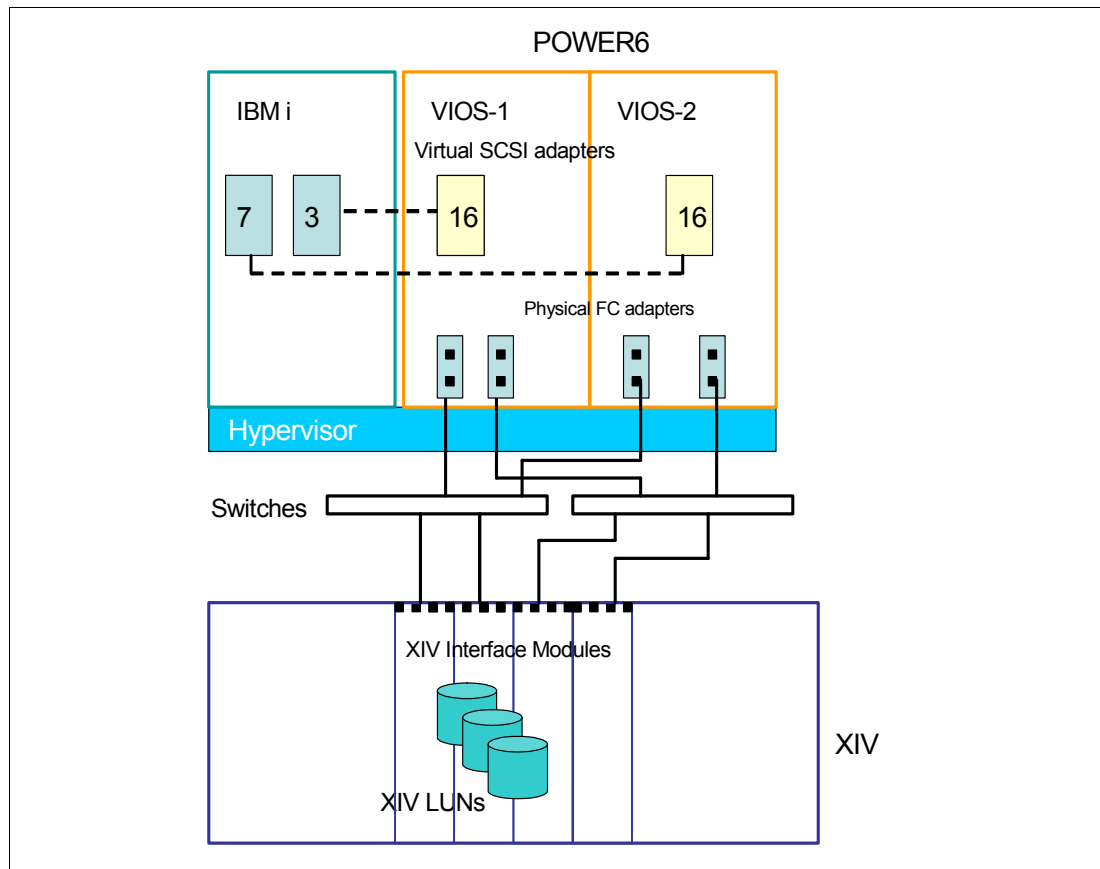 POWER6
IBM i
VIOS-1
VIOS-2
Virtual SCSI adapters
7
3
16
16
Physical FC adapters
Hypervisor
Switches
XIV Interface Modules
XIV
XIV LUNs